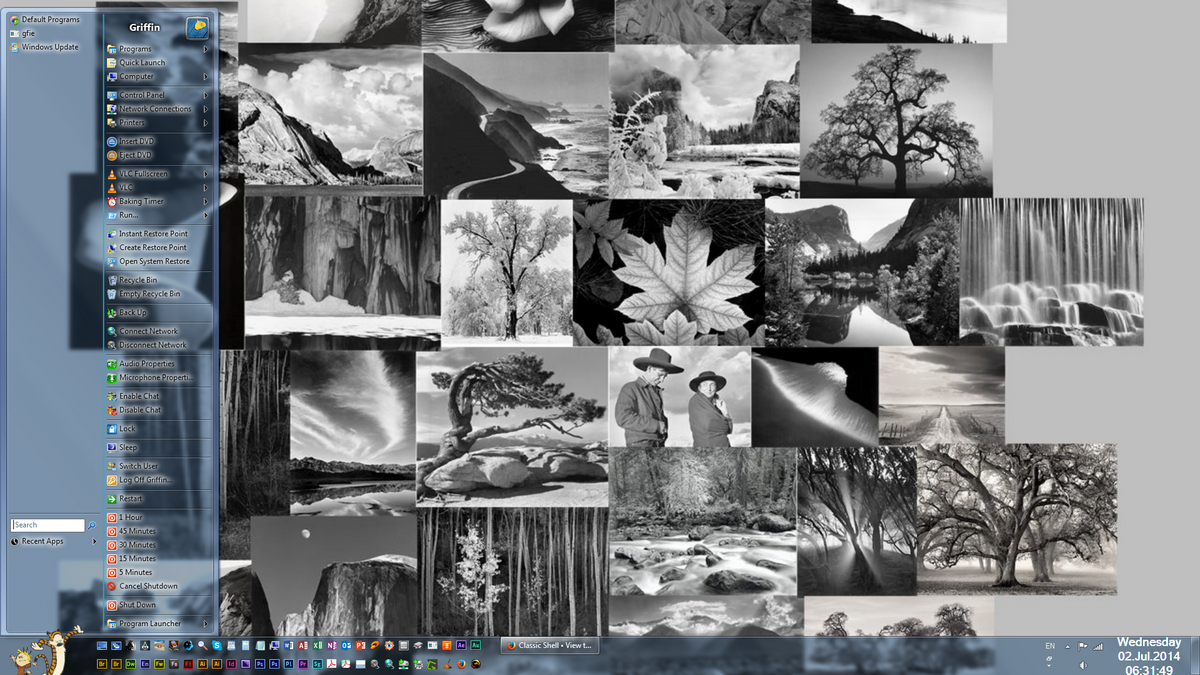 Default Programs
gfie
Windows Update
Search
Recent Apps
Griffin
Programs
Quick Launch
Computer
Control Panel
Network Connections
Printers
Insert DVD
Eject DVD
VLC Fullscreen
VLC
Baking Timer
Run...
Instant Restore Point
Create Restore Point
Open System Restore
Recycle Bin
Empty Recycle Bin
Back Up
Connect Network
Disconnect Network
Audio Properties
Microphone Properti...
Enable Chat
Disable Chat
Lock
Sleep
Switch User
Log Off Griffin...
Restart
1 Hour
45 Minutes
30 Minutes
15 Minutes
5 Minutes
Cancel Shutdown
Shut Down
Program Launcher
Classic Shell • View t...
EN
Wednesday
02.Jul.2014
06:31:49